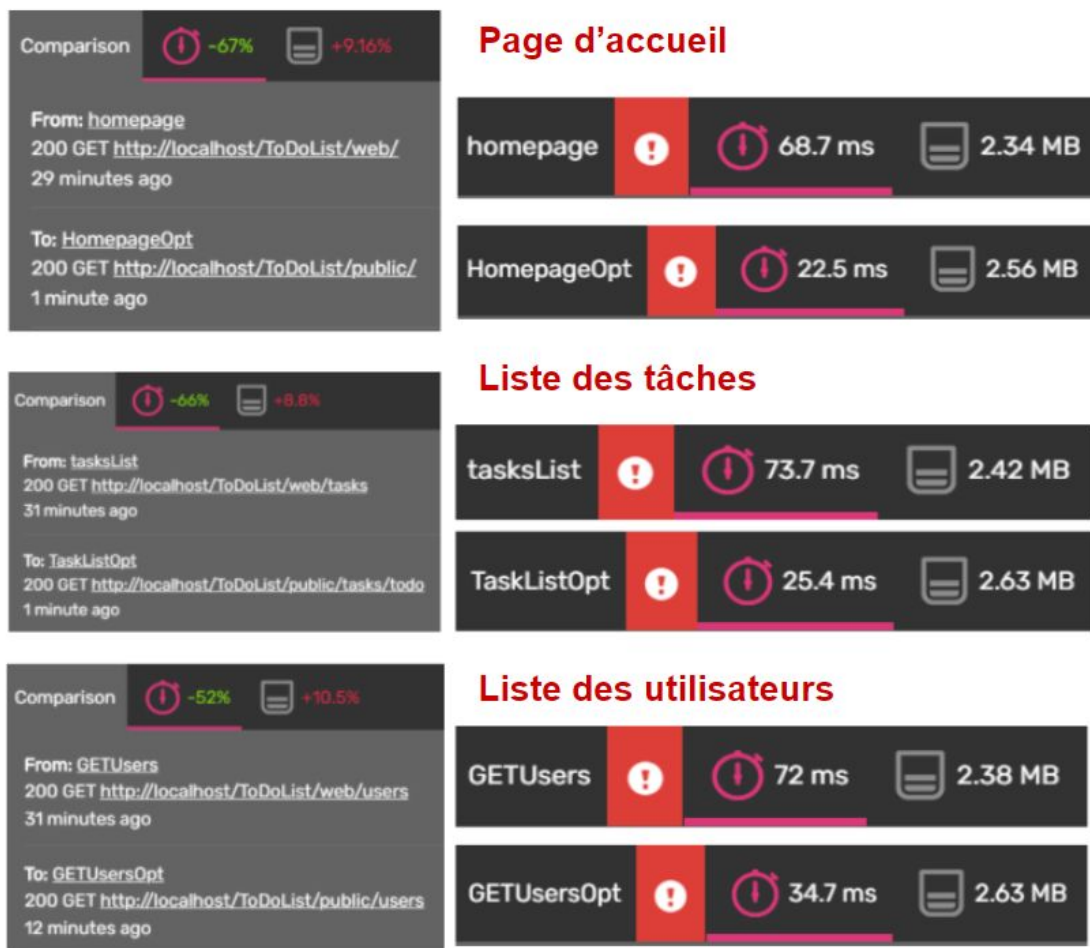 Page d’accueil
Comparison -67% +9.16%
From: homepage
200 GET http://localhost/ToDoList/web/
29 minutes ago
To: HomepageOpt
200 GET http://localhost/ToDoList/public/
1 minute ago
homepage 68.7 ms 2.34 MB
HomepageOpt 22.5 ms 2.56 MB
Liste des tâches
Comparison -66% +8.8%
From: tasksList
200 GET http://localhost/ToDoList/web/tasks
31 minutes ago
To: TaskListOpt
200 GET http://localhost/ToDoList/public/tasks/todo
1 minute ago
tasksList 73.7 ms 2.42 MB
TaskListOpt 25.4 ms 2.63 MB
Liste des utilisateurs
Comparison -52% +10.5%
From: GETUsers
200 GET http://localhost/ToDoList/web/users
31 minutes ago
To: GETUsersOpt
200 GET http://localhost/ToDoList/public/users
12 minutes ago
GETUsers 72 ms 2.38 MB
GETUsersOpt 34.7 ms 2.63 MB